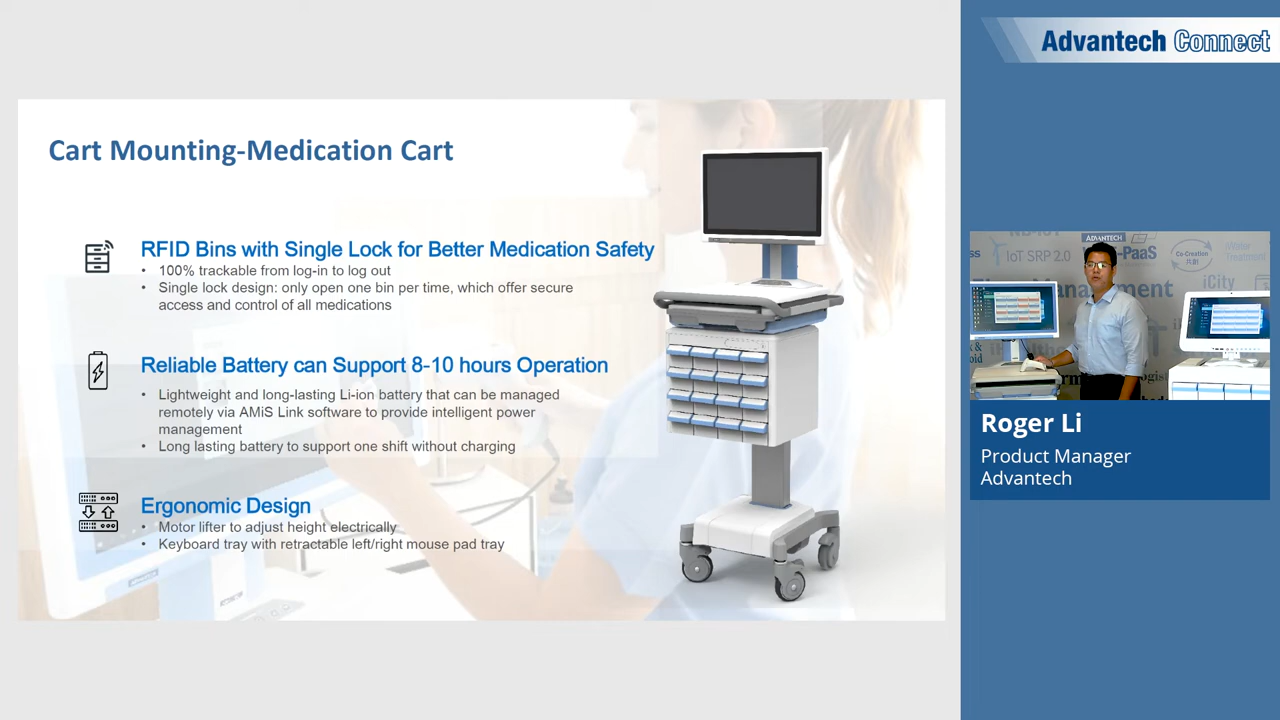 Advantech Connect
Cart Mounting-Medication Cart
RFID Bins with Single Lock for Better Medication Safety
• 100% trackable from log-in to log out
• Single lock design: only open one bin per time, which offer secure
access and control of all medications
Reliable Battery can Support 8-10 hours Operation
• Lightweight and long-lasting Li-ion battery that can be managed
remotely via AMiS Link software to provide intelligent power
management
• Long lasting battery to support one shift without charging
Ergonomic Design
• Motor lifter to adjust height electrically
• Keyboard tray with retractable left/right mouse pad tray
ADVANTECH
IoT SRP 2.0
-PaaS
Co-Creation
共創
Treatment
iCity
Roger Li
Product Manager
Advantech